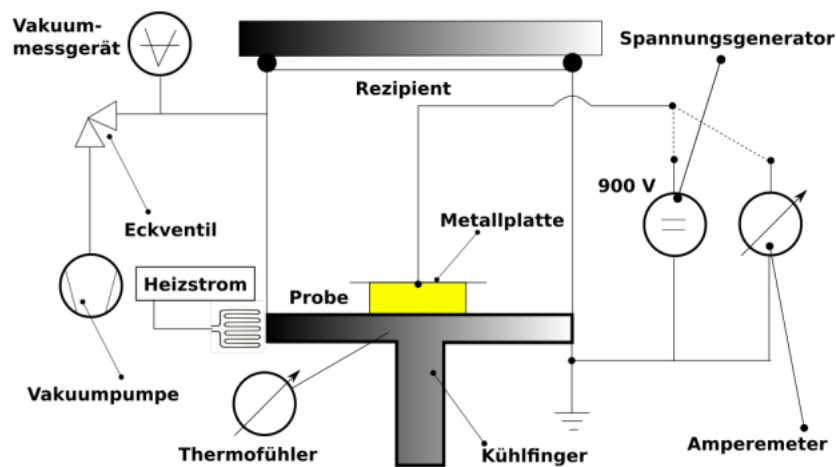 Vakuum-
messgerät
Spannungsgenerator
Rezipient
900 V
Eckventil
Metallplatte
Heizstrom
Probe
Vakuumpumpe
Thermofühler
Kühlfinger
Amperemeter